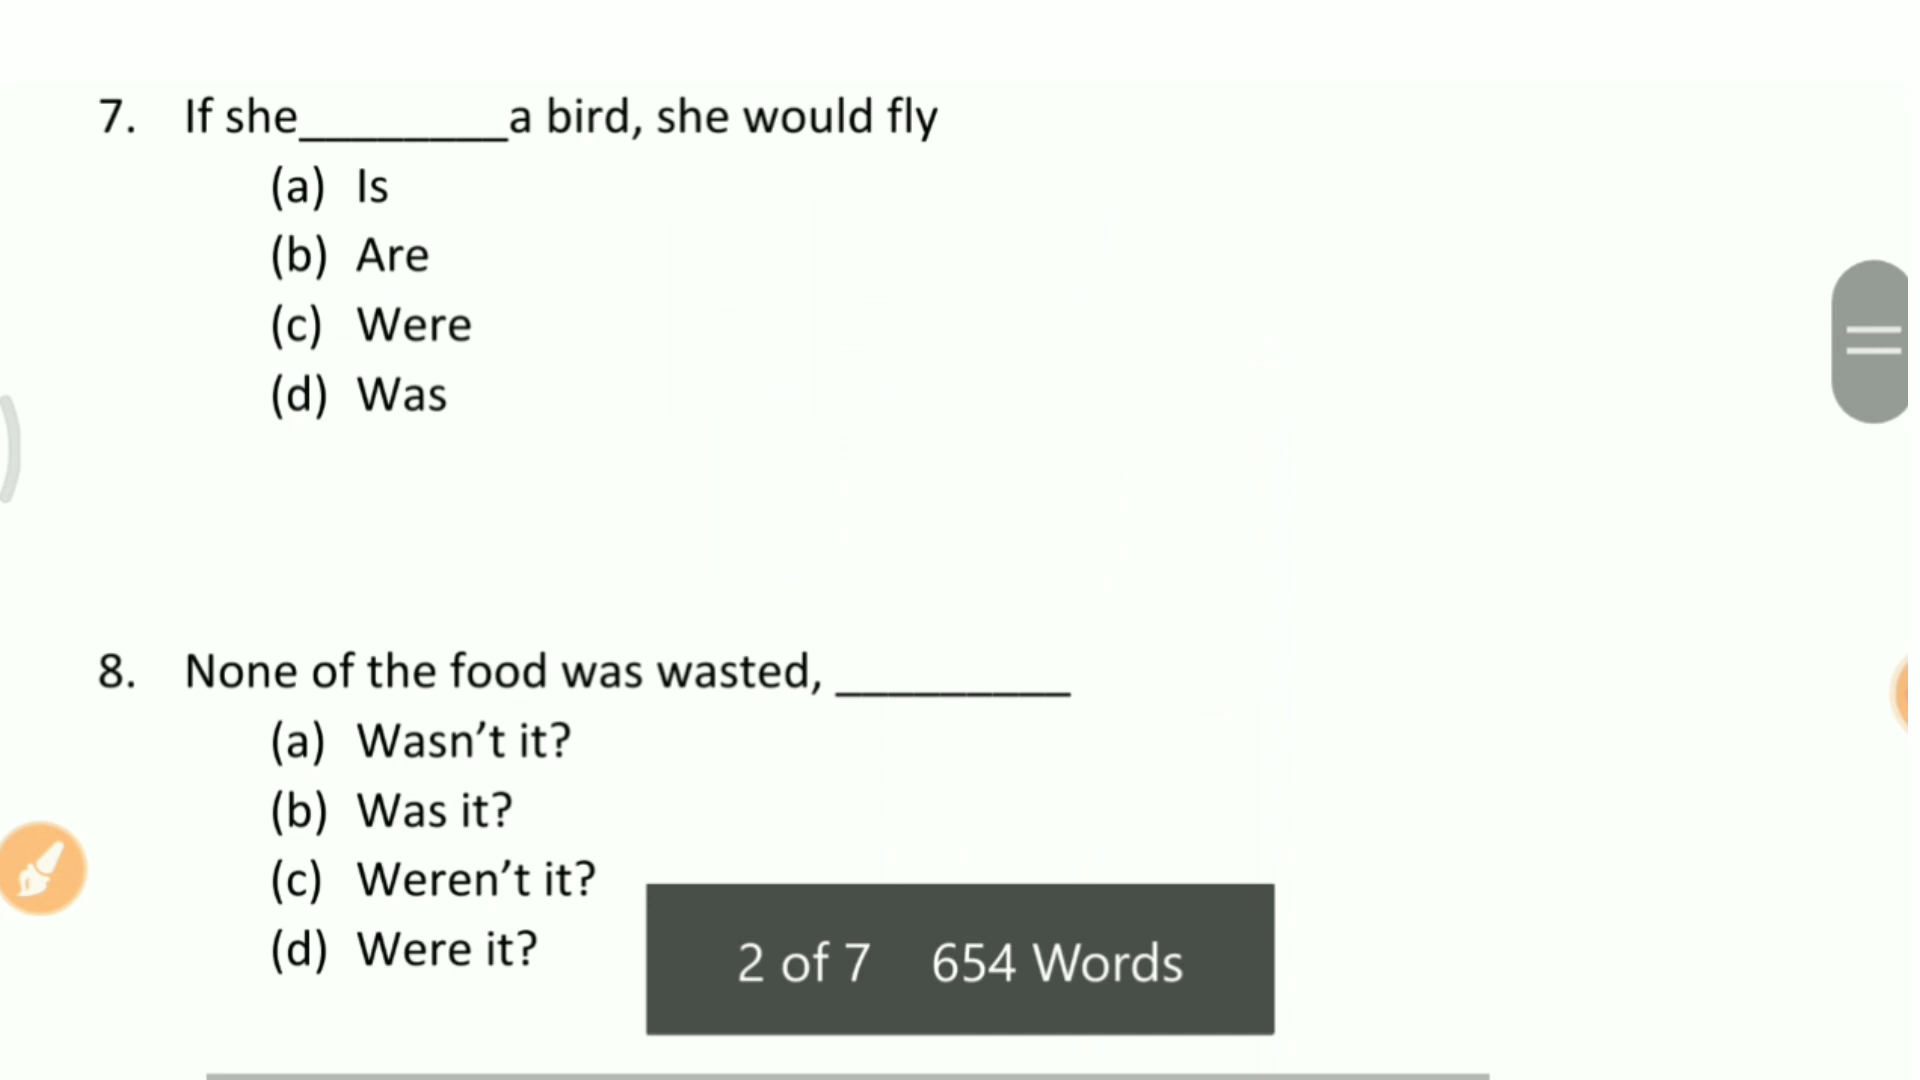 7. If she________a bird, she would fly
(a) Is
(b) Are
(c) Were
(d) Was
8. None of the food was wasted, _________
(a) Wasn’t it?
(b) Was it?
(c) Weren’t it?
(d) Were it?
2 of 7 654 Words